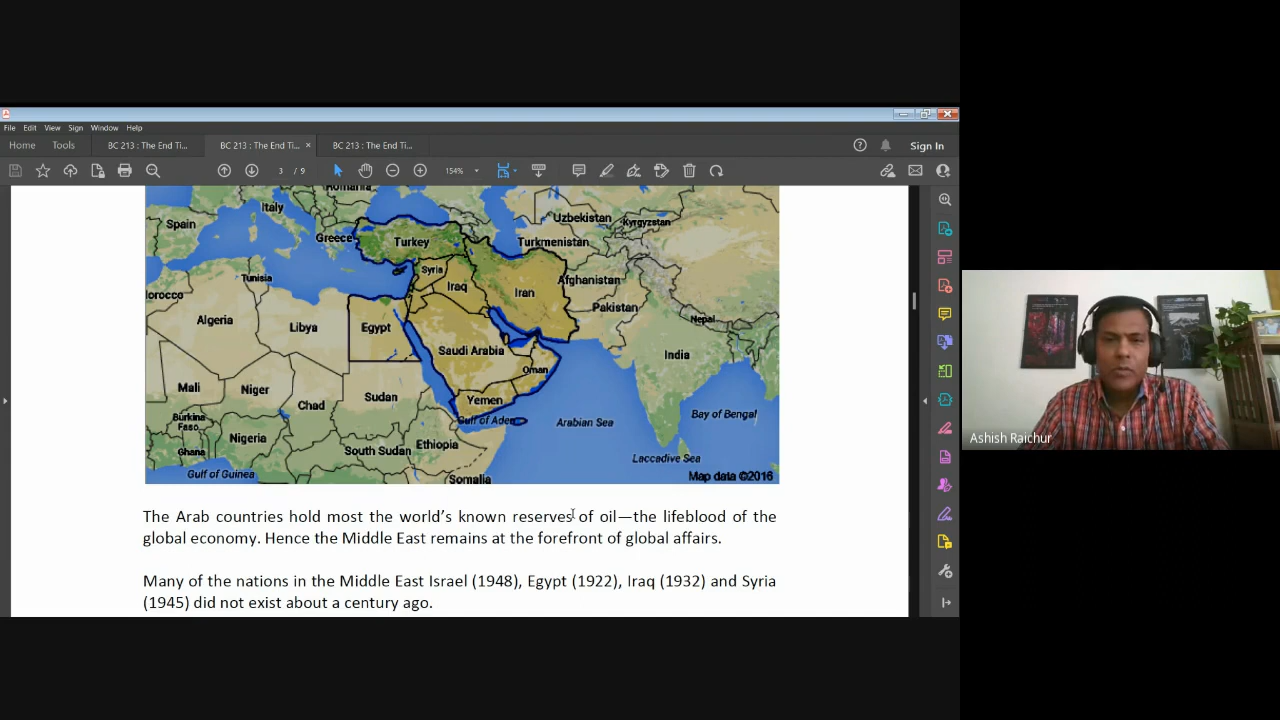 File Edit View Sign Window Help
Home Tools BC 213 : The End Ti... BC 213 : The End Ti... × BC 213 : The End Ti... Sign In
3 / 9 154%
Romania
Italy
Spain
Greece
Turkey
Uzbekistan
Kyrgyzstan
Turkmenistan
Tunisia
Syria
Iraq
Iran
Afghanistan
Pakistan
Nepal
orocco
Algeria
Libya
Egypt
Saudi Arabia
Oman
India
Mali
Niger
Chad
Sudan
Yemen
Gulf of Aden
Arabian Sea
Bay of Bengal
Burkina
Faso
Ghana
Nigeria
South Sudan
Ethiopia
Somalia
Laccadive Sea
Gulf of Guinea
Map data ©2016
The Arab countries hold most the world’s known reserves of oil—the lifeblood of the
global economy. Hence the Middle East remains at the forefront of global affairs.
Many of the nations in the Middle East Israel (1948), Egypt (1922), Iraq (1932) and Syria
(1945) did not exist about a century ago.
Ashish Raichur